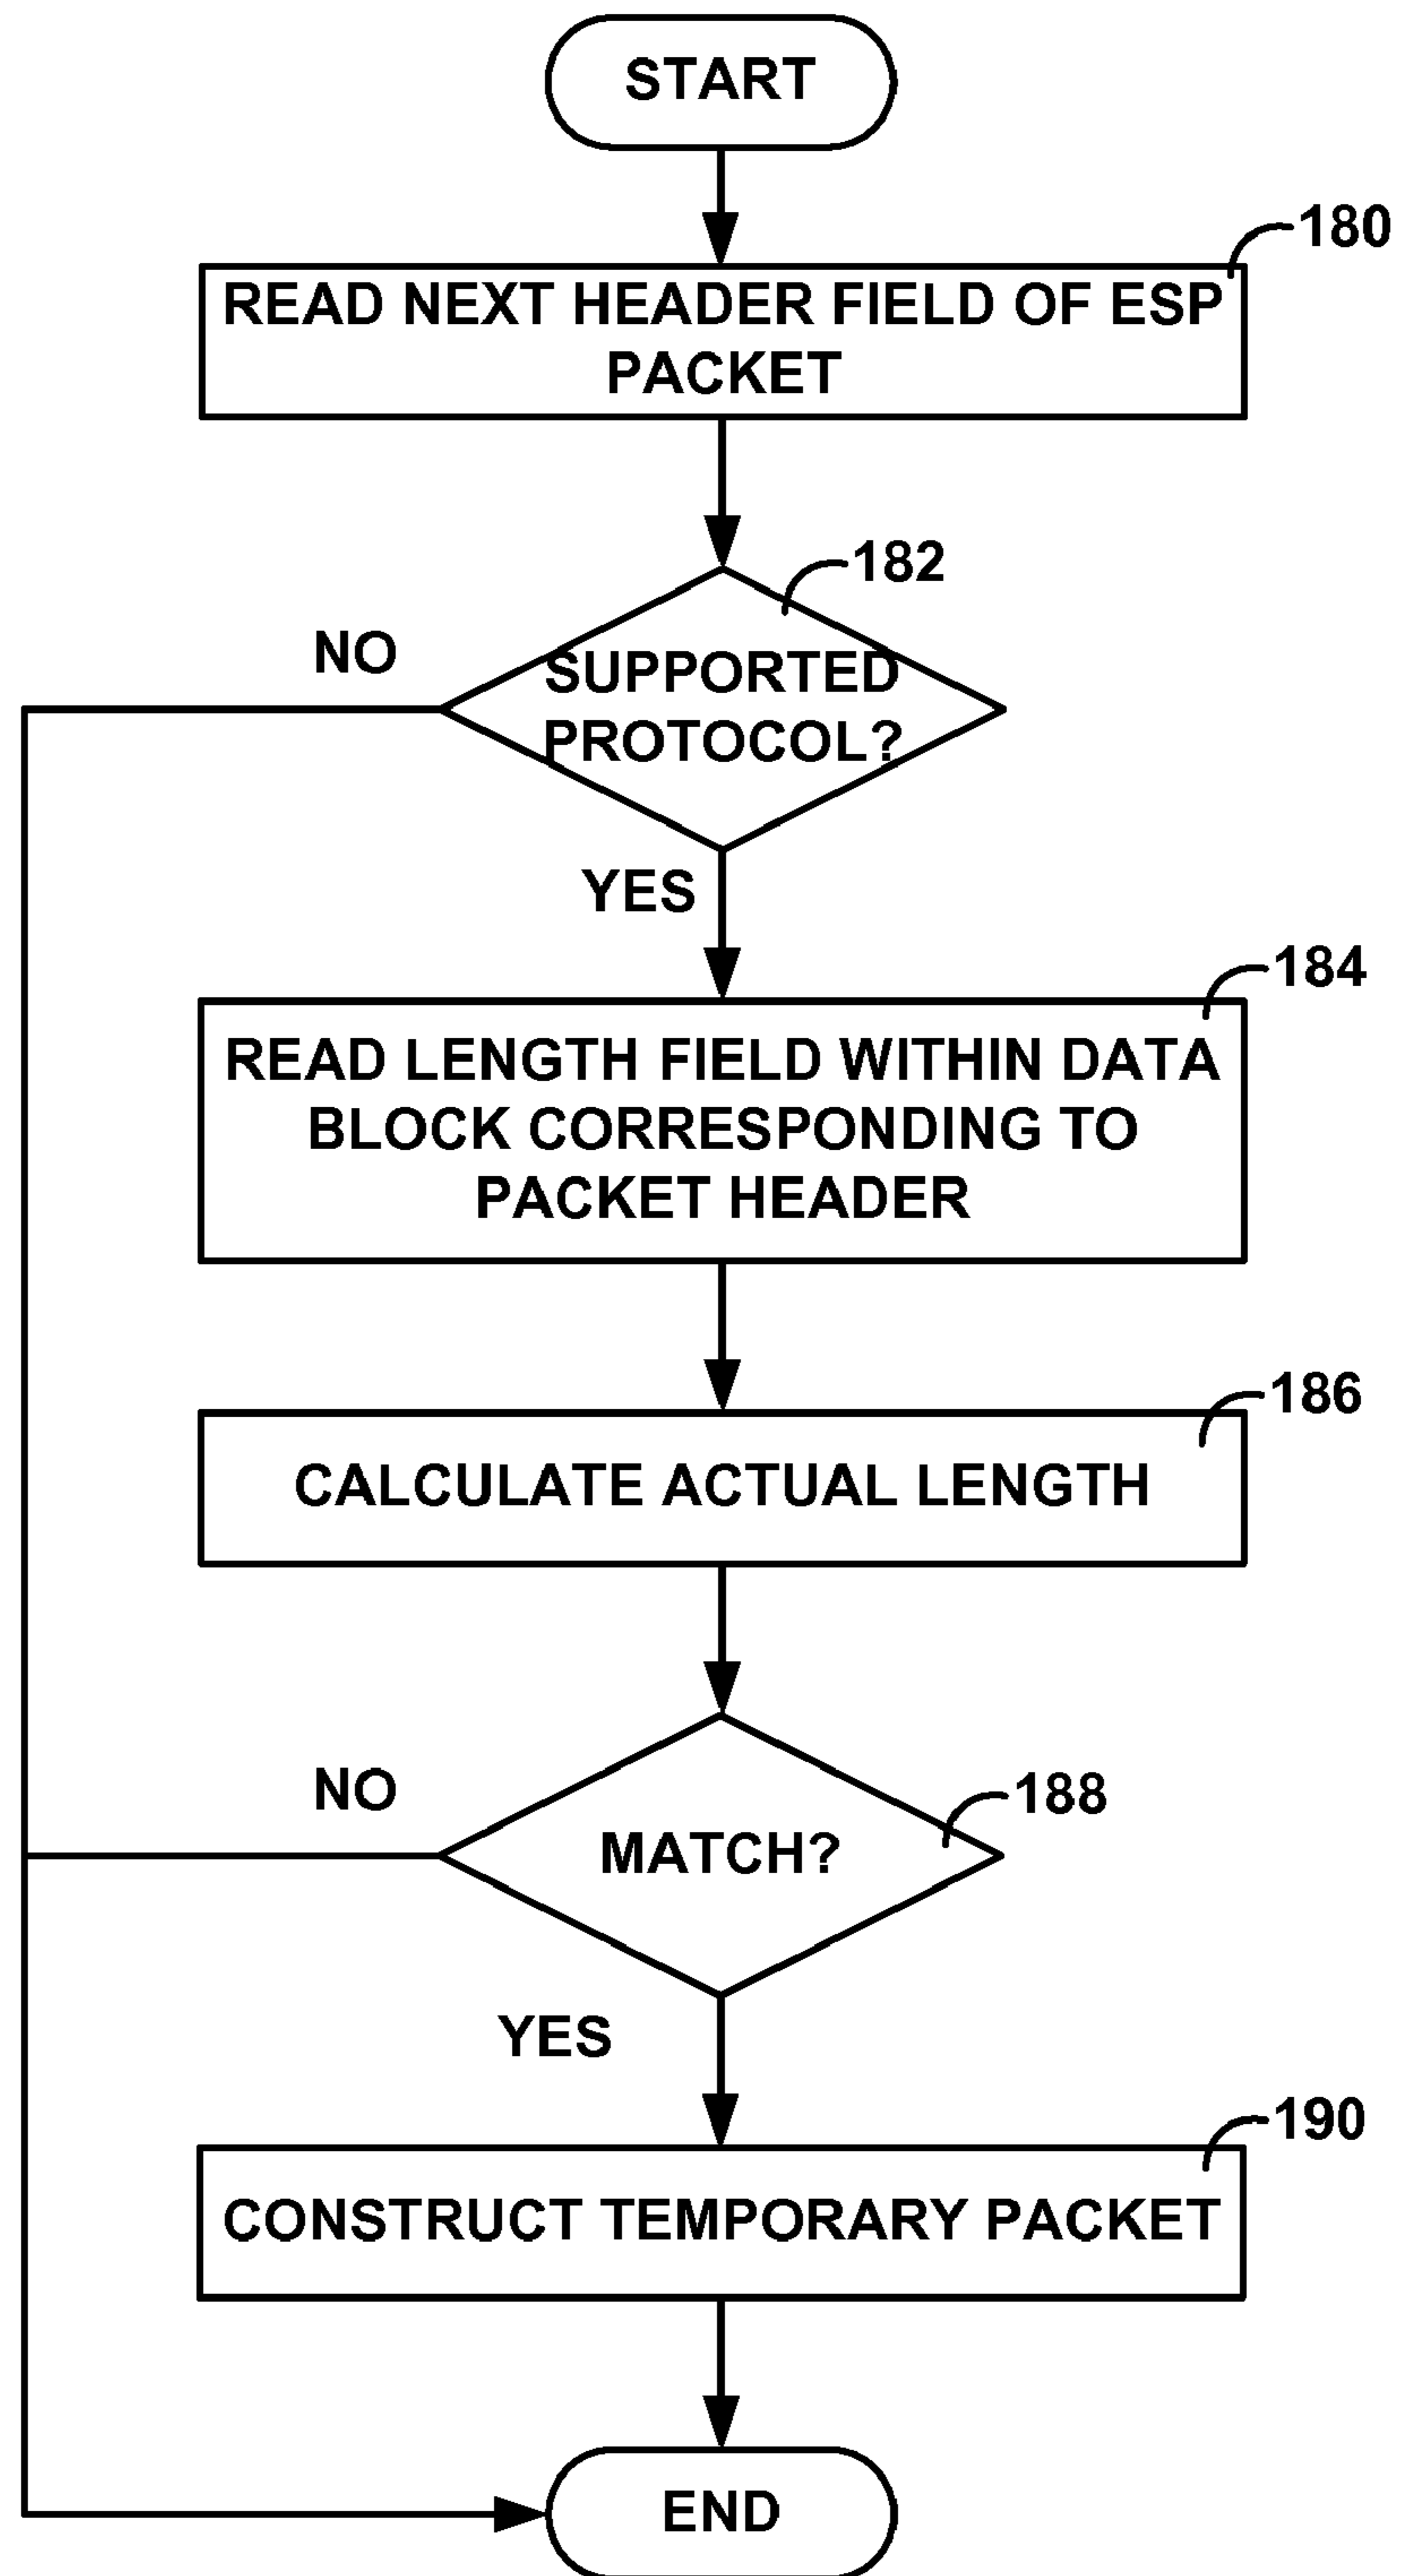 START
180
READ NEXT HEADER FIELD OF ESP
PACKET
182
NO
SUPPORTED
PROTOCOL?
YES
184
READ LENGTH FIELD WITHIN DATA
BLOCK CORRESPONDING TO
PACKET HEADER
186
CALCULATE ACTUAL LENGTH
NO
188
MATCH?
YES
190
CONSTRUCT TEMPORARY PACKET
END